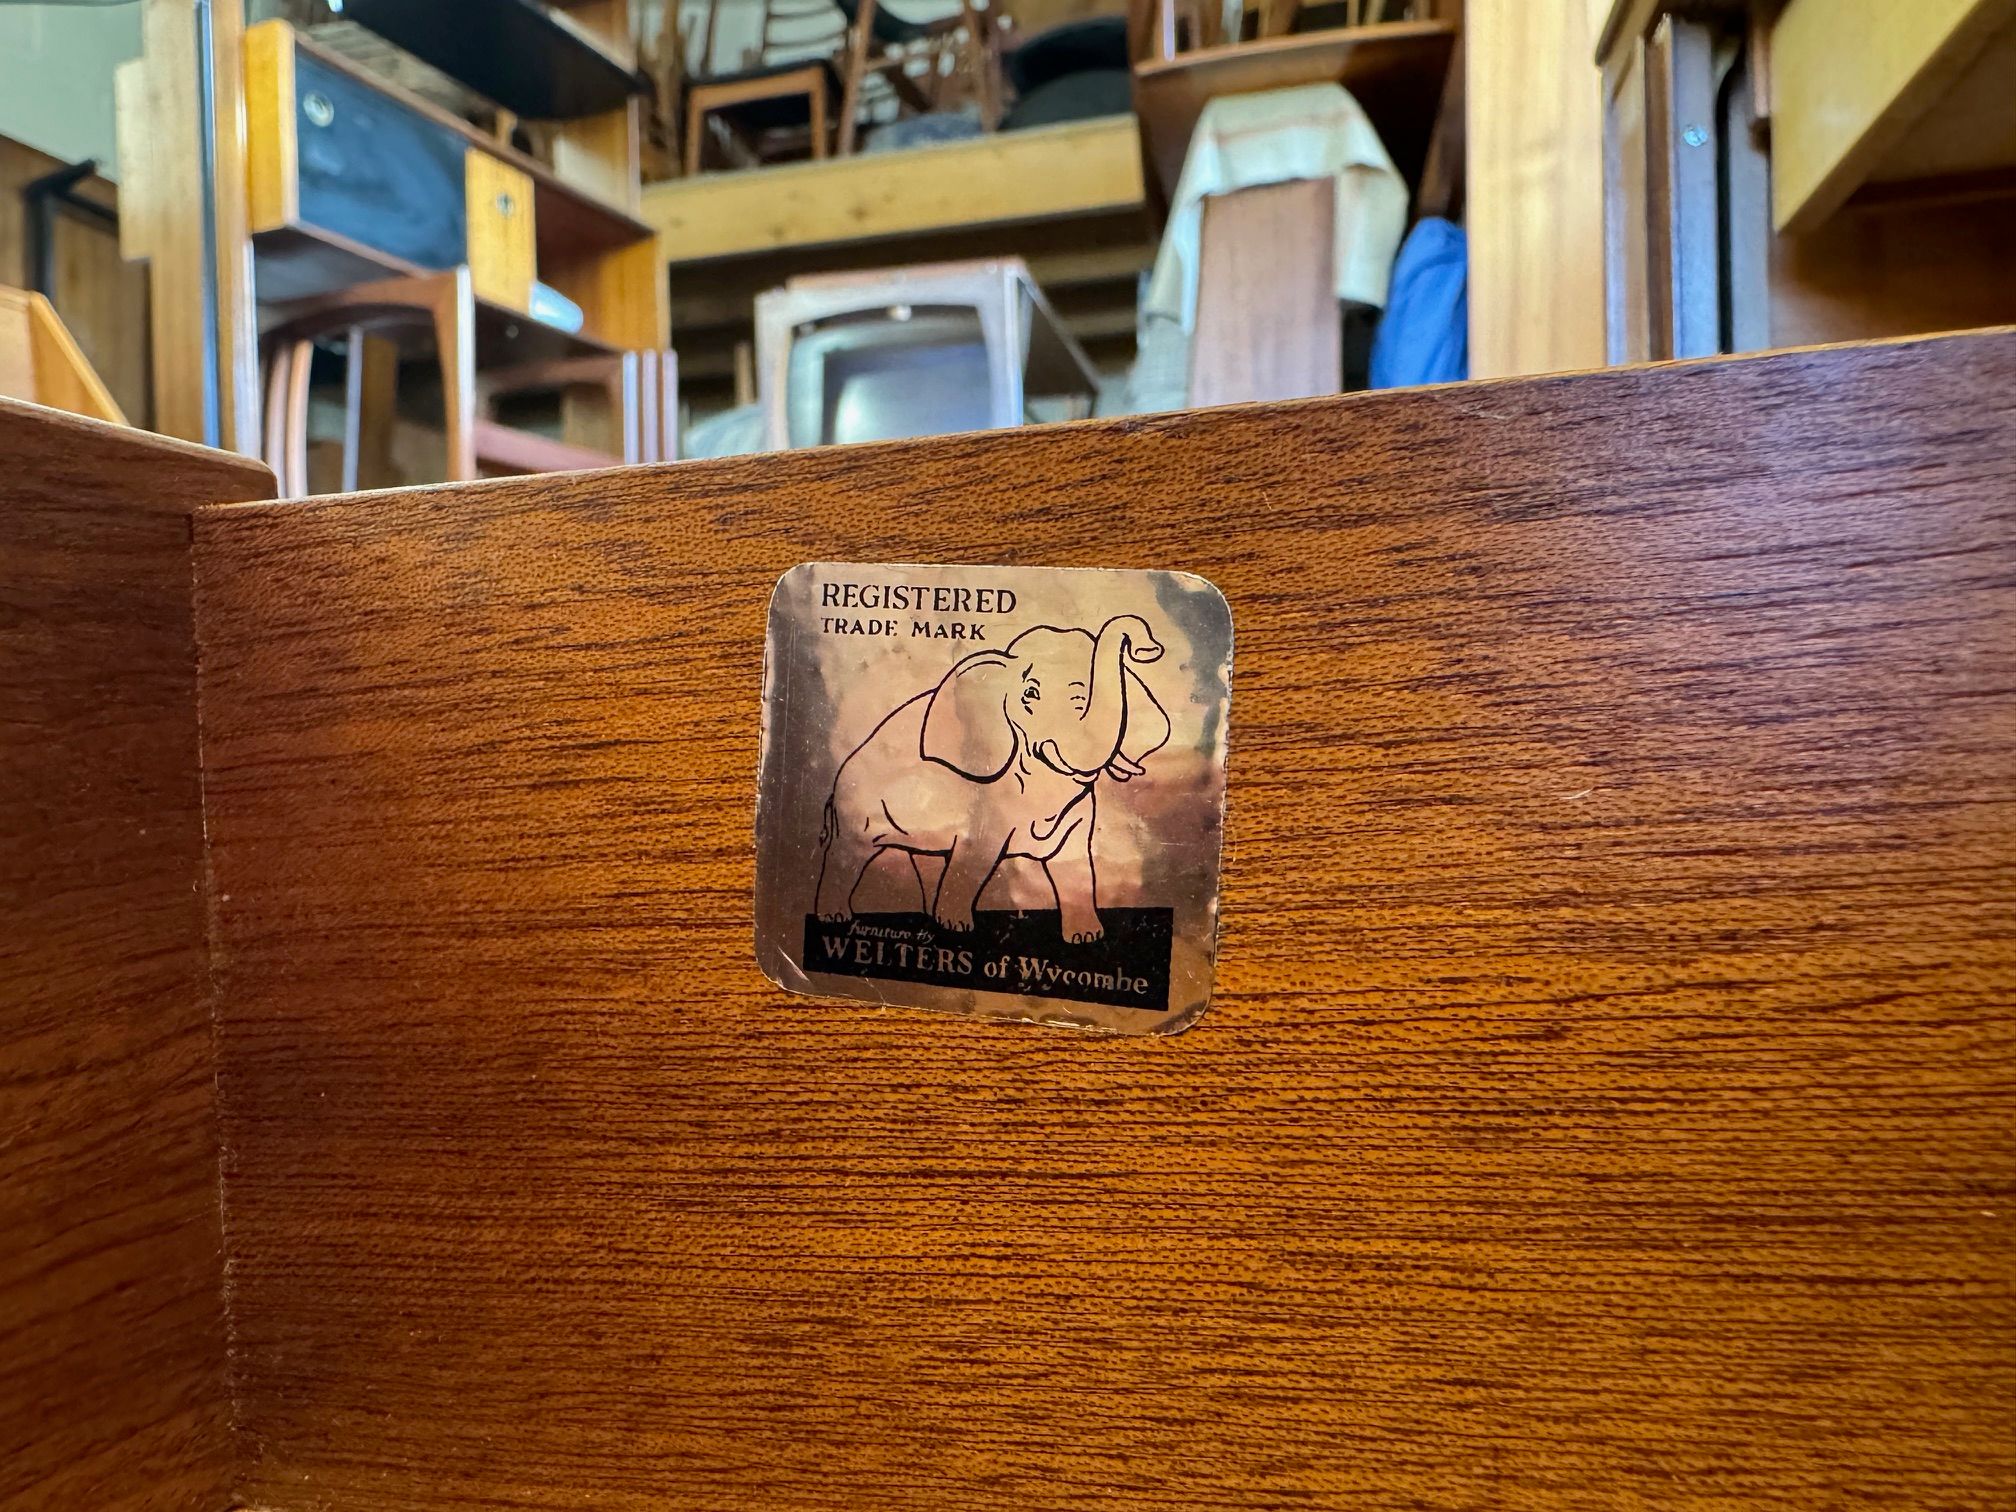 REGISTERED
TRADE MARK
furniture by
WELTERS of Wycombe